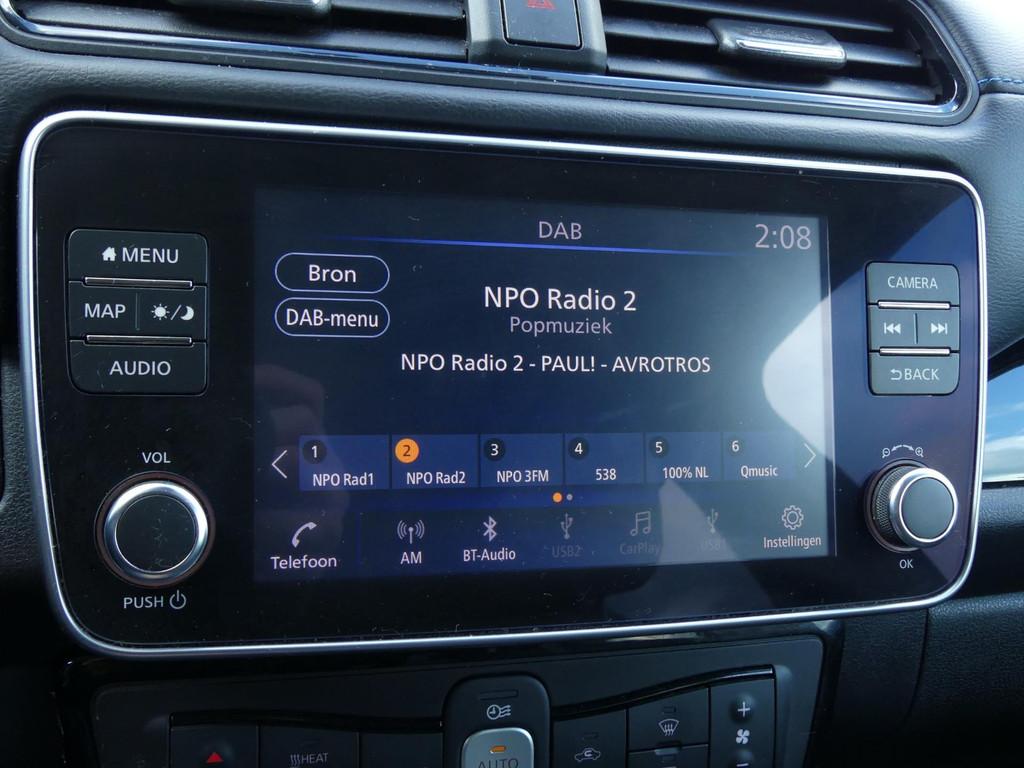 DAB
2:08
MENU
MAP
AUDIO
Bron
DAB-menu
NPO Radio 2
Popmuziek
NPO Radio 2 - PAUL! - AVROTROS
CAMERA
BACK
VOL
PUSH
1 NPO Rad1
2 NPO Rad2
3 NPO 3FM
4 538
5 100% NL
6 Qmusic
Telefoon
AM
BT-Audio
USB2
CarPlay
USB1
Instellingen
OK
HEAT
AUTO